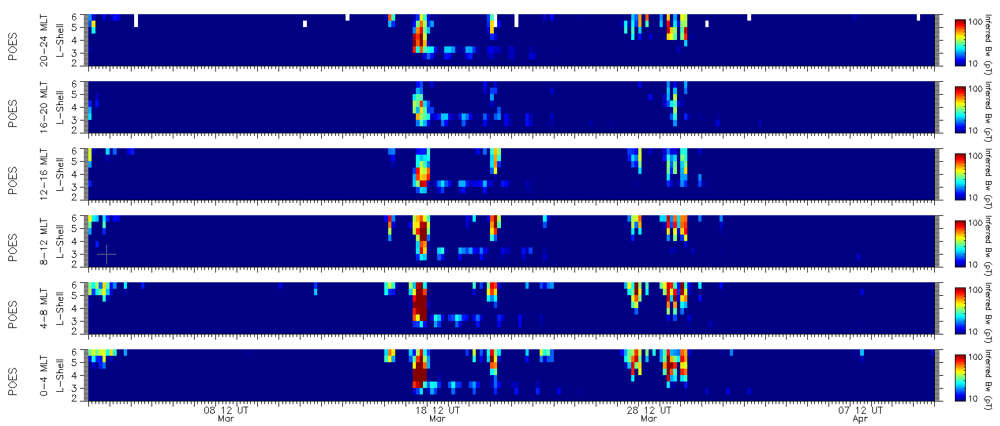 POES
20-24 MLT
L-Shell
6
5
4
3
2
100
10
Inferred Bw (pT)
POES
16-20 MLT
L-Shell
6
5
4
3
2
100
10
Inferred Bw (pT)
POES
12-16 MLT
L-Shell
6
5
4
3
2
100
10
Inferred Bw (pT)
POES
8-12 MLT
L-Shell
6
5
4
3
2
100
10
Inferred Bw (pT)
POES
4-8 MLT
L-Shell
6
5
4
3
2
100
10
Inferred Bw (pT)
POES
0-4 MLT
L-Shell
6
5
4
3
2
100
10
Inferred Bw (pT)
08 12 UT 18 12 UT 28 12 UT 07 12 UT
Mar Mar Mar Apr